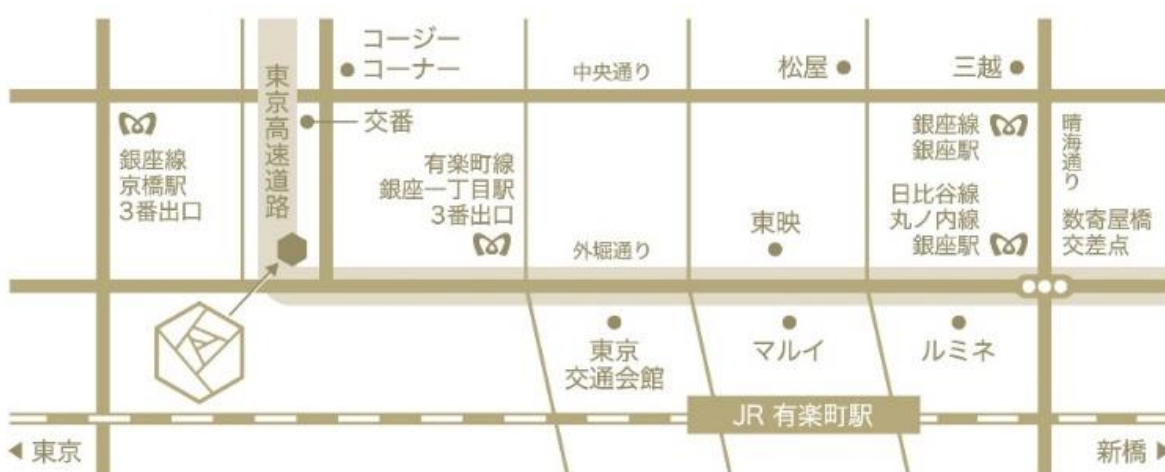 コージー
コーナー
中央通り
松屋
三越
東京高速道路
交番
銀座線
京橋駅
3番出口
有楽町線
銀座一丁目駅
3番出口
銀座線
銀座駅
日比谷線
丸ノ内線
銀座駅
晴海通り
数寄屋橋
交差点
外堀通り
東映
東京
交通会館
マルイ
ルミネ
JR 有楽町駅
東京
新橋